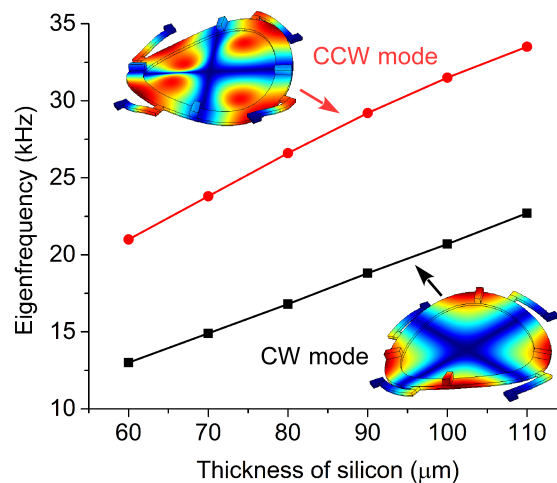 35
30
25
20
15
10
Eigenfrequency (kHz)
CCW mode
CW mode
60 70 80 90 100 110
Thickness of silicon (μm)